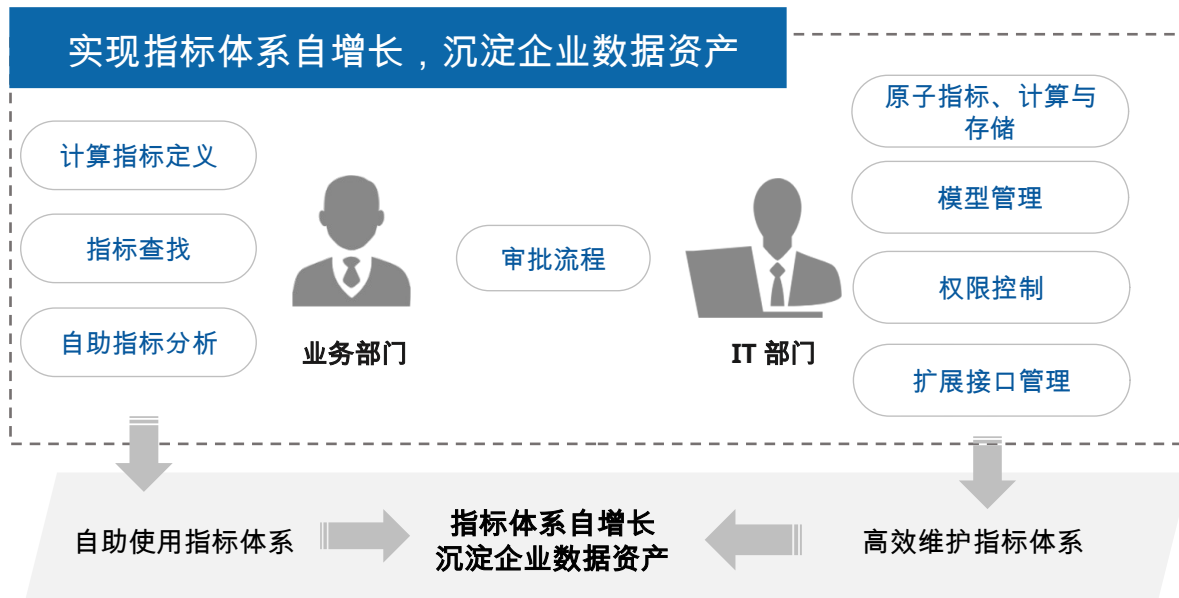 实现指标体系自增长，沉淀企业数据资产
计算指标定义
指标查找
自助指标分析
业务部门
审批流程
IT 部门
原子指标、计算与
存储
模型管理
权限控制
扩展接口管理
自助使用指标体系
指标体系自增长
沉淀企业数据资产
高效维护指标体系